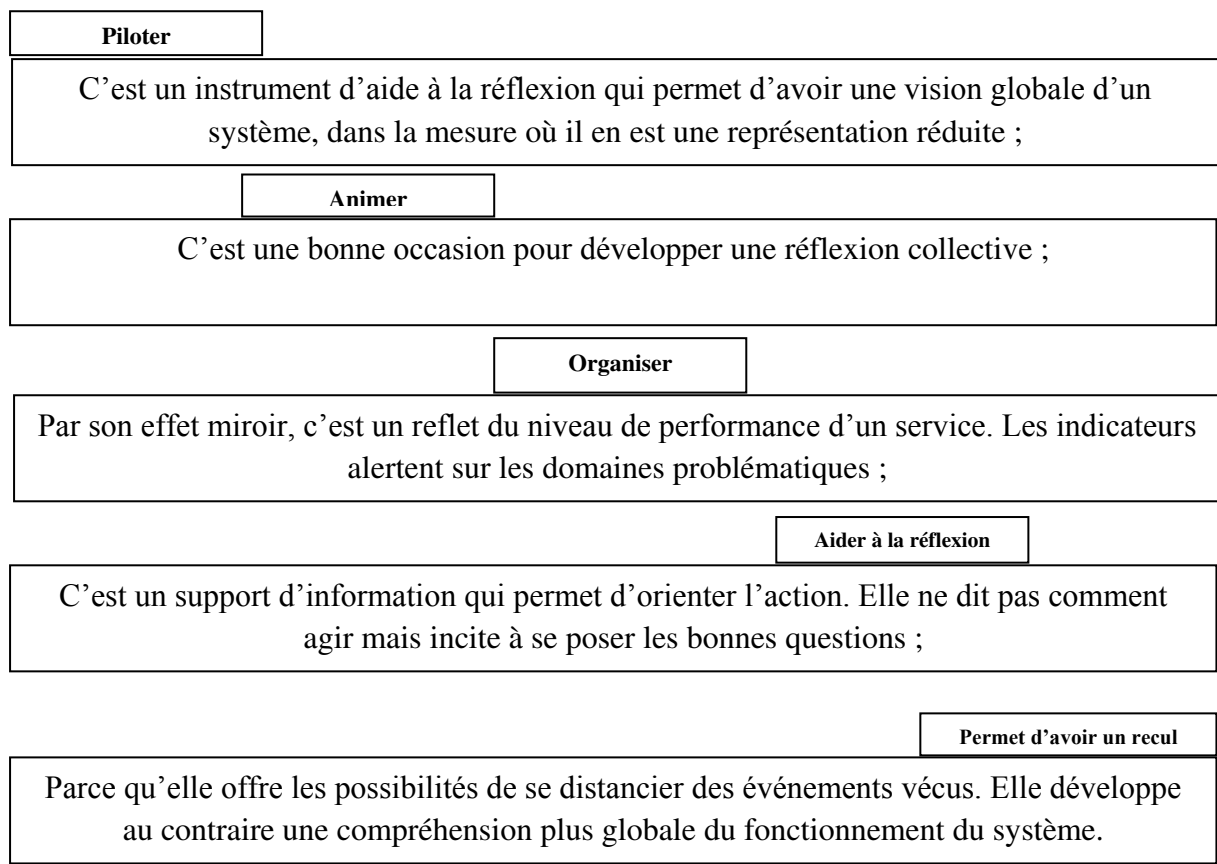 Piloter
C’est un instrument d’aide à la réflexion qui permet d’avoir une vision globale d’un
système, dans la mesure où il en est une représentation réduite ;
Animer
C’est une bonne occasion pour développer une réflexion collective ;
Organiser
Par son effet miroir, c’est un reflet du niveau de performance d’un service. Les indicateurs
alertent sur les domaines problématiques ;
Aider à la réflexion
C’est un support d’information qui permet d’orienter l’action. Elle ne dit pas comment
agir mais incite à se poser les bonnes questions ;
Permet d’avoir un recul
Parce qu’elle offre les possibilités de se distancier des événements vécus. Elle développe
au contraire une compréhension plus globale du fonctionnement du système.